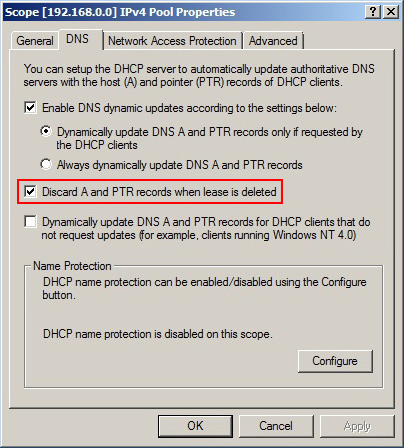 Scope [192.168.0.0] IPv4 Pool Properties
General DNS Network Access Protection Advanced
You can setup the DHCP server to automatically update authoritative DNS
servers with the host (A) and pointer (PTR) records of DHCP clients.
Enable DNS dynamic updates according to the settings below:
Dynamically update DNS A and PTR records only if requested by
the DHCP clients
Always dynamically update DNS A and PTR records
Discard A and PTR records when lease is deleted
Dynamically update DNS A and PTR records for DHCP clients that do
not request updates (for example, clients running Windows NT 4.0)
Name Protection
DHCP name protection can be enabled/disabled using the Configure
button.
DHCP name protection is disabled on this scope.
Configure
OK Cancel Apply